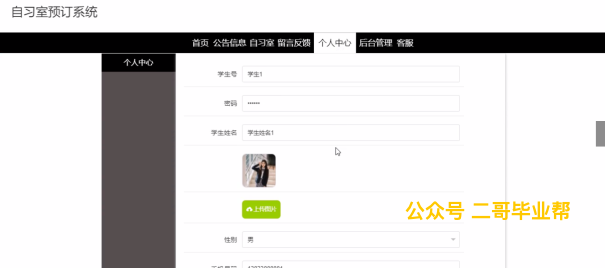 自习室预订系统
首页 公告信息 自习室 留言反馈 个人中心 后台管理 客服
个人中心
学生号 学生1
密码 ••••••
学生姓名 学生姓名1
上传图片
公众号 二哥毕业帮
性别 男